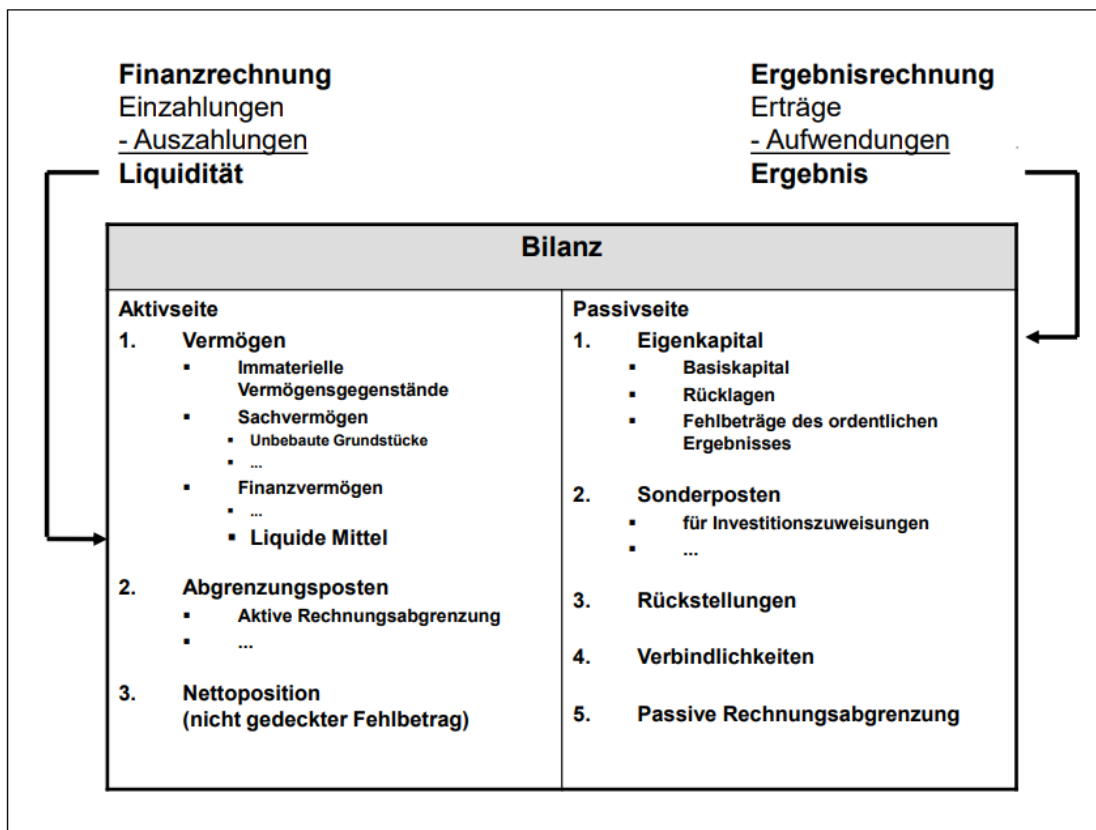 Finanzrechnung
Einzahlungen
- Auszahlungen
Liquidität
Ergebnisrechnung
Erträge
- Aufwendungen
Ergebnis
Bilanz
Aktivseite
1. Vermögen
▪ Immaterielle
Vermögensgegenstände
▪ Sachvermögen
▪ Unbebaute Grundstücke
▪ ...
▪ Finanzvermögen
▪ ...
▪ Liquide Mittel
2. Abgrenzungsposten
▪ Aktive Rechnungsabgrenzung
▪ ...
3. Nettoposition
(nicht gedeckter Fehlbetrag)
Passivseite
1. Eigenkapital
▪ Basiskapital
▪ Rücklagen
▪ Fehlbeträge des ordentlichen
Ergebnisses
2. Sonderposten
▪ für Investitionszuweisungen
▪ ...
3. Rückstellungen
4. Verbindlichkeiten
5. Passive Rechnungsabgrenzung